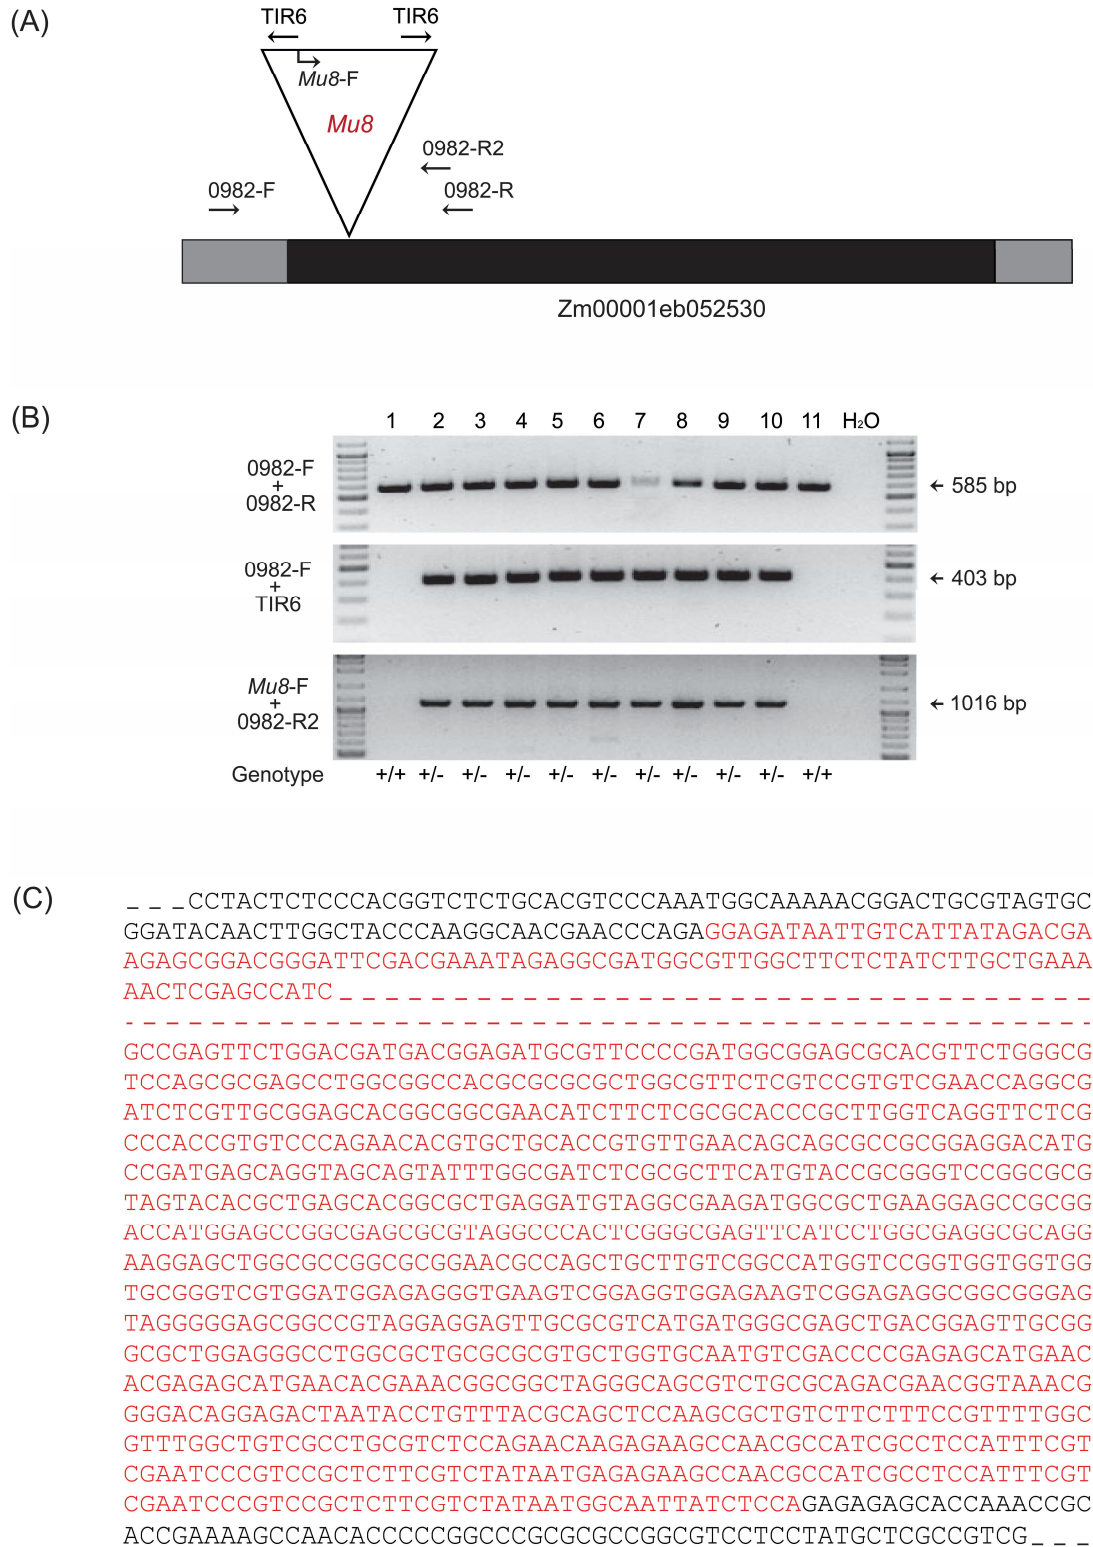 (A)
TIR6 TIR6
Mu8-F
Mu8
0982-R2
0982-F 0982-R
Zm00001eb052530
(B)
1 2 3 4 5 6 7 8 9 10 11 H₂O
0982-F
+
0982-R
← 585 bp
0982-F
+
TIR6
← 403 bp
Mu8-F
+
0982-R2
← 1016 bp
Genotype +/+ +/- +/- +/- +/- +/- +/- +/- +/- +/- +/+
(C)
_ _ _CCTACTCTCCCACGGTCTCTGCACGTCCCAAATGGCAAAAACGGACTGCGTAGTGC
GGATACAACTTGGCTACCCAAGGCAACGAACCCAGAGGAGATAATTGTCATTATAGACGA
AGAGCGGACGGGATTCGACGAAATAGAGGCGATGGCGTTGGCTTCTCTATCTTGCTGAAA
AACTCGAGCCATC_ _ _ _ _ _ _ _ _ _ _ _ _ _ _ _ _ _ _ _ _ _ _ _ _ _ _ _ _ _ _ _ _ _ _
- - - - - - - - - - - - - - - - - - - - - - - - - - - - - - - - - - - - - - - - - - - - - -
GCCGAGTTCTGGACGATGACGGAGATGCGTTCCCCGATGGCGGAGCGCACGTTCTGGGCG
TCCAGCGCGAGCCTGGCGGCCACGCGCGCGCTGGCGTTCTCGTCCGTGTCGAACCAGGCG
ATCTCGTTGCGGAGCACGGCGGCGAACATCTTCTCGCGCACCCGCTTGGTCAGGTTCTCG
CCCACCGTGTCCCAGAACACGTGCTGCACCGTGTTGAACAGCAGCGCCGCGGAGGACATG
CCGATGAGCAGGTAGCAGTATTTGGCGATCTCGCGCTTCATGTACCGCGGGTCCGGCGCG
TAGTACACGCTGAGCACGGCGCTGAGGATGTAGGCGAAGATGGCGCTGAAGGAGCCGCGG
ACCATGGAGCCGGCGAGCGCGTAGGCCCACTCGGGCGAGTTCATCCTGGCGAGGCGCAGG
AAGGAGCTGGCGCCGGCGCGGAACGCCAGCTGCTTGTCGGCCATGGTCCGGTGGTGGTGG
TGCGGGTCGTGGATGGAGAGGGTGAAGTCGGAGGTGGAGAAGTCGGAGAGGCGGCGGGAG
TAGGGGGAGCGGCCGTAGGAGGAGTTGCGCGTCATGATGGGCGAGCTGACGGAGTTGCGG
GCGCTGGAGGGCCTGGCGCTGCGCGCGTGCTGGTGCAATGTCGACCCCGAGAGCATGAAC
ACGAGAGCATGAACACGAAACGGCGGCTAGGGCAGCGTCTGCGCAGACGAACGGTAAACG
GGGACAGGAGACTAATACCTGTTTACGCAGCTCCAAGCGCTGTCTTCTTTCCGTTTTGGC
GTTTGGCTGTCGCCTGCGTCTCCAGAACAAGAGAAGCCAACGCCATCGCCTCCATTTCGT
CGAATCCCGTCCGCTCTTCGTCTATAATGAGAGAAGCCAACGCCATCGCCTCCATTTCGT
CGAATCCCGTCCGCTCTTCGTCTATAATGGCAATTATCTCCAGAGAGAGCACCAAACCGC
ACCGAAAAGCCAACACCCCCGGCCCGCGCGCCGGCGTCCTCCTATGCTCGCCGTCG_ _ _